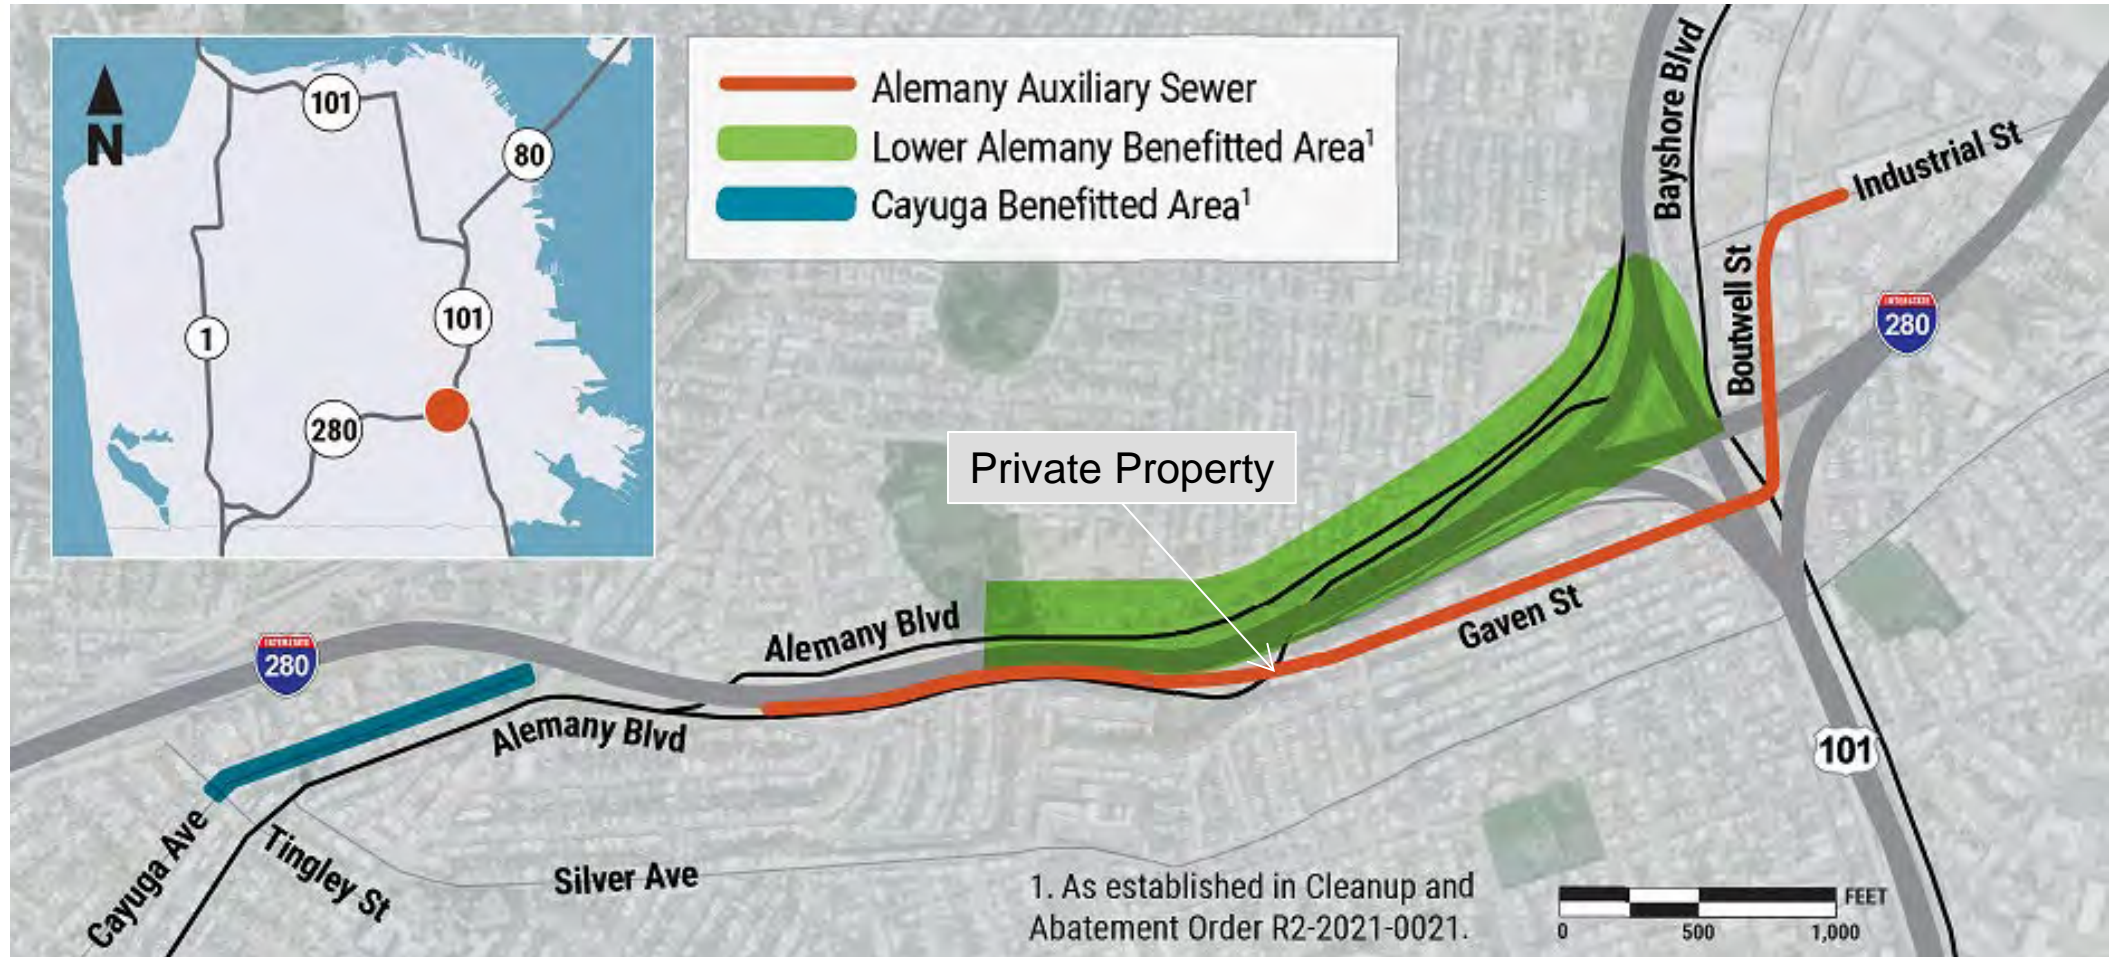 N
101
80
1
101
280
Alemany Auxiliary Sewer
Lower Alemany Benefitted Area¹
Cayuga Benefitted Area¹
Bayshore Blvd
Industrial St
Boutwell St
INTERSTATE
280
Private Property
Gaven St
Alemany Blvd
INTERSTATE
280
Alemany Blvd
101
Cayuga Ave
Tingley St
Silver Ave
1. As established in Cleanup and
Abatement Order R2-2021-0021.
FEET
0 500 1,000